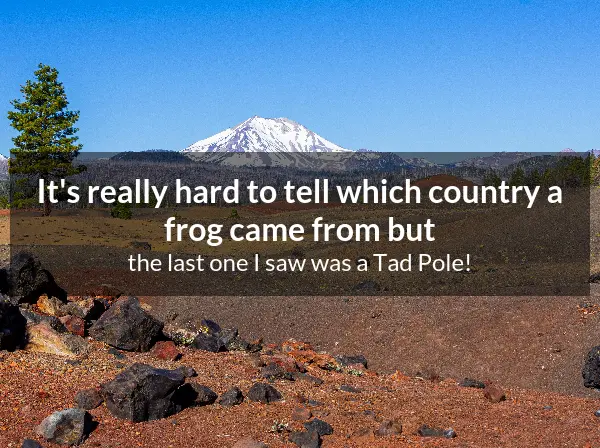 It's really hard to tell which country a
frog came from but
the last one I saw was a Tad Pole!